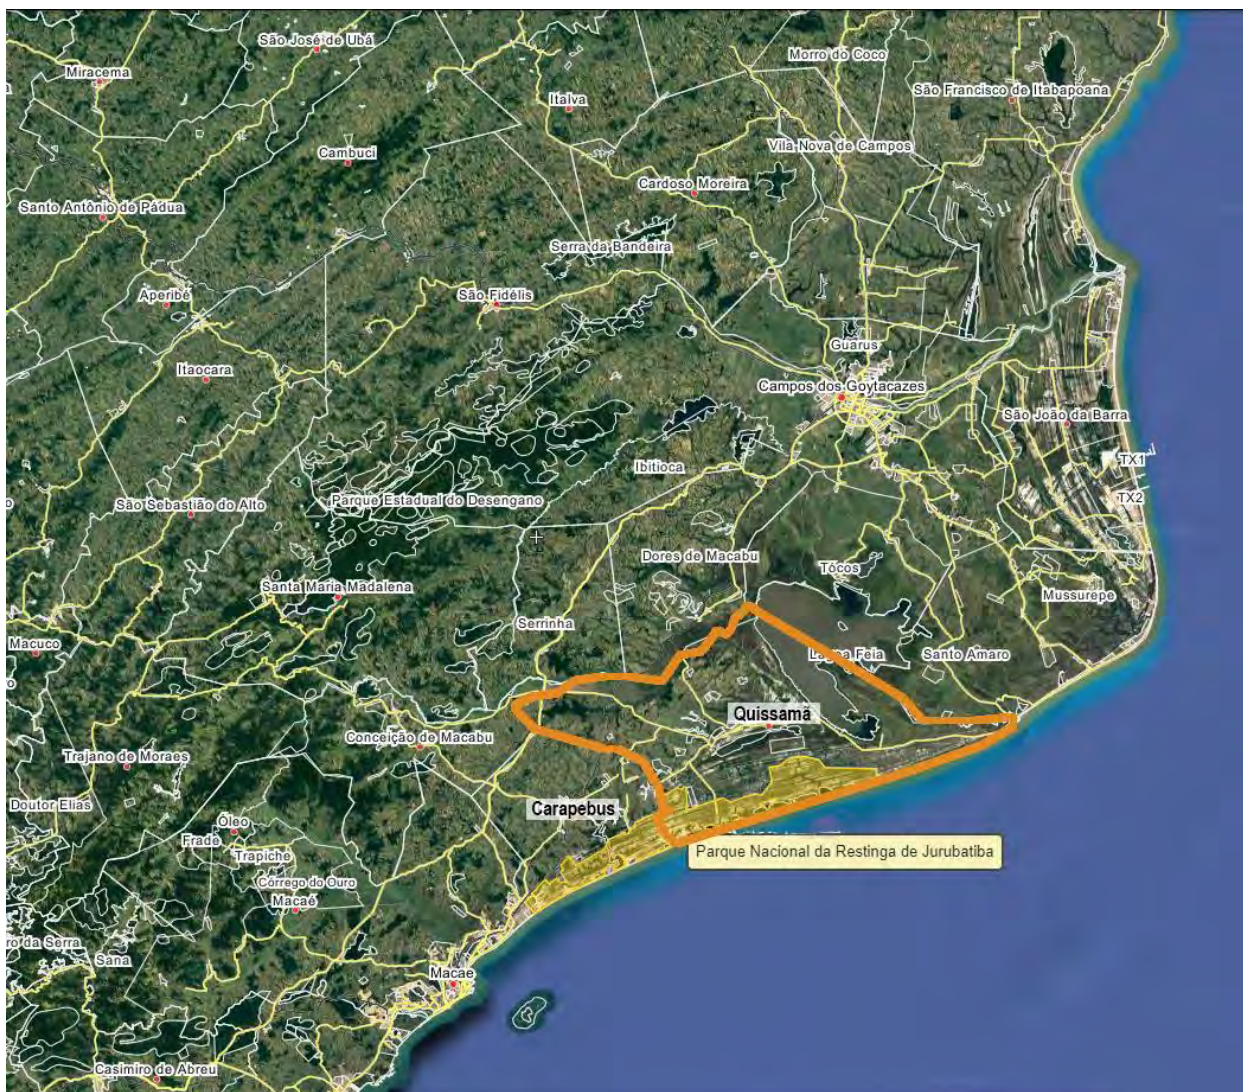 São José de Ubá
Morro do Coco
Miracema
São Francisco de Itabapoana
Italva
Vila Nova de Campos
Cambuci
Cardoso Moreira
Santo Antônio de Pádua
Serra da Bandeira
Aperibé
São Fidélis
Guarus
Itaocara
Campos dos Goytacazes
São João da Barra
TX1
Ibitioca
TX2
Parque Estadual do Desengano
São Sebastião do Alto
Dores de Macabu
Tócos
Santa Maria Madalena
Mussurepe
Serrinha
Macuco
Lagoa Feia
Santo Amaro
Quissamã
Conceição de Macabu
Trajano de Moraes
Doutor Elias
Carapebus
Óleo
Frade
Trapiche
Parque Nacional da Restinga de Jurubatiba
Córrego do Ouro
Macaé
ro da Serra
Sana
Macae
Casimiro de Abreu